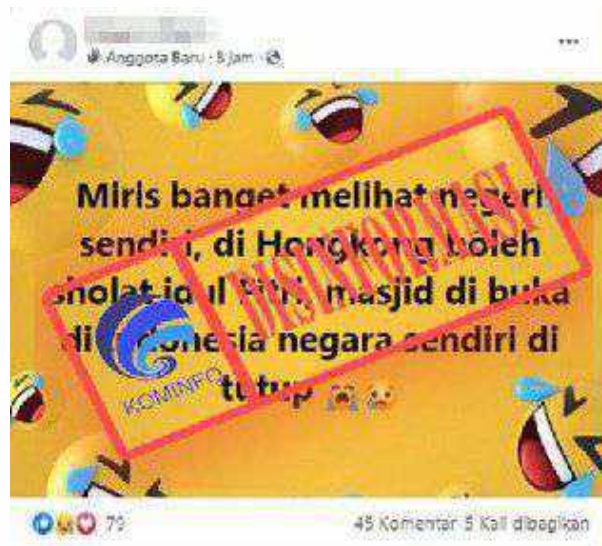 Anggota Baru · 8 Jam ·
Miris banget melihat negeri
sendiri, di Hongkong boleh
sholat idul fitri, masjid di buka
di indonesia negara sendiri di
tutup
DISINFORMASI
KOMINFO
79
45 Komentar 5 Kali dibagikan